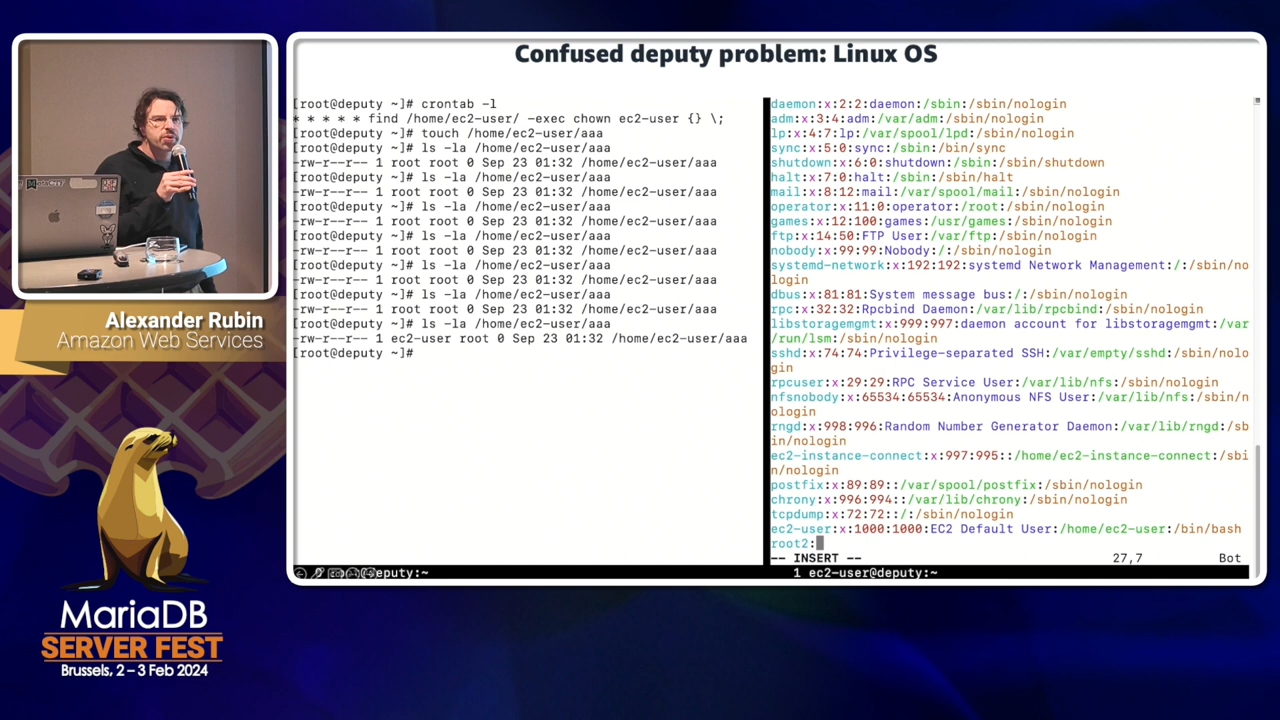 Confused deputy problem: Linux OS
[root@deputy ~]# crontab -l
* * * * * find /home/ec2-user/ -exec chown ec2-user {} \;
[root@deputy ~]# touch /home/ec2-user/aaa
[root@deputy ~]# ls -la /home/ec2-user/aaa
-rw-r--r-- 1 root root 0 Sep 23 01:32 /home/ec2-user/aaa
[root@deputy ~]# ls -la /home/ec2-user/aaa
-rw-r--r-- 1 root root 0 Sep 23 01:32 /home/ec2-user/aaa
[root@deputy ~]# ls -la /home/ec2-user/aaa
-rw-r--r-- 1 root root 0 Sep 23 01:32 /home/ec2-user/aaa
[root@deputy ~]# ls -la /home/ec2-user/aaa
-rw-r--r-- 1 root root 0 Sep 23 01:32 /home/ec2-user/aaa
[root@deputy ~]# ls -la /home/ec2-user/aaa
-rw-r--r-- 1 root root 0 Sep 23 01:32 /home/ec2-user/aaa
[root@deputy ~]# ls -la /home/ec2-user/aaa
-rw-r--r-- 1 root root 0 Sep 23 01:32 /home/ec2-user/aaa
[root@deputy ~]# ls -la /home/ec2-user/aaa
-rw-r--r-- 1 ec2-user root 0 Sep 23 01:32 /home/ec2-user/aaa
[root@deputy ~]#
daemon:x:2:2:daemon:/sbin:/sbin/nologin
adm:x:3:4:adm:/var/adm:/sbin/nologin
lp:x:4:7:lp:/var/spool/lpd:/sbin/nologin
sync:x:5:0:sync:/sbin:/bin/sync
shutdown:x:6:0:shutdown:/sbin:/sbin/shutdown
halt:x:7:0:halt:/sbin:/sbin/halt
mail:x:8:12:mail:/var/spool/mail:/sbin/nologin
operator:x:11:0:operator:/root:/sbin/nologin
games:x:12:100:games:/usr/games:/sbin/nologin
ftp:x:14:50:FTP User:/var/ftp:/sbin/nologin
nobody:x:99:99:Nobody:/:/sbin/nologin
systemd-network:x:192:192:systemd Network Management:/:/sbin/no
login
dbus:x:81:81:System message bus:/:/sbin/nologin
rpc:x:32:32:Rpcbind Daemon:/var/lib/rpcbind:/sbin/nologin
libstoragemgmt:x:999:997:daemon account for libstoragemgmt:/var
/run/lsm:/sbin/nologin
sshd:x:74:74:Privilege-separated SSH:/var/empty/sshd:/sbin/nolo
gin
rpcuser:x:29:29:RPC Service User:/var/lib/nfs:/sbin/nologin
nfsnobody:x:65534:65534:Anonymous NFS User:/var/lib/nfs:/sbin/n
ologin
rngd:x:998:996:Random Number Generator Daemon:/var/lib/rngd:/sb
in/nologin
ec2-instance-connect:x:997:995::/home/ec2-instance-connect:/sbi
n/nologin
postfix:x:89:89::/var/spool/postfix:/sbin/nologin
chrony:x:996:994::/var/lib/chrony:/sbin/nologin
tcpdump:x:72:72::/:/sbin/nologin
ec2-user:x:1000:1000:EC2 Default User:/home/ec2-user:/bin/bash
root2:
-- INSERT -- 27,7 Bot
1 ec2-user@deputy:~
Alexander Rubin
Amazon Web Services
MariaDB
SERVER FEST
Brussels, 2 – 3 Feb 2024